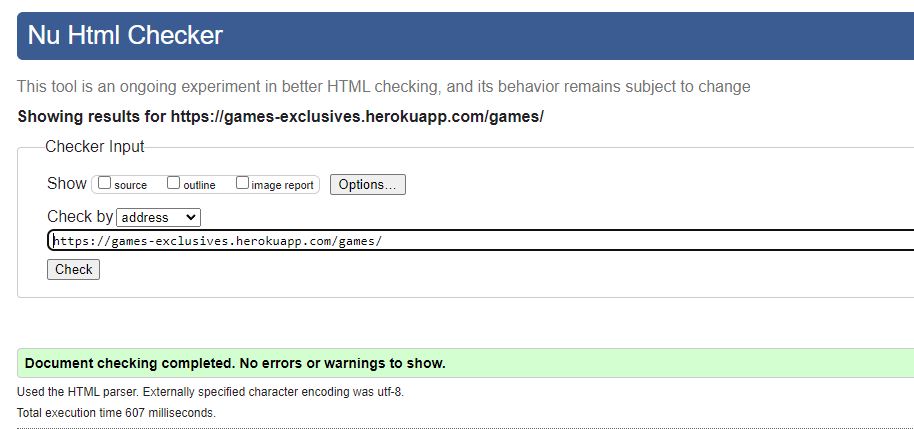 Nu Html Checker
This tool is an ongoing experiment in better HTML checking, and its behavior remains subject to change
Showing results for https://games-exclusives.herokuapp.com/games/
Checker Input
Show source outline image report Options...
Check by address
https://games-exclusives.herokuapp.com/games/
Check
Document checking completed. No errors or warnings to show.
Used the HTML parser. Externally specified character encoding was utf-8.
Total execution time 607 milliseconds.